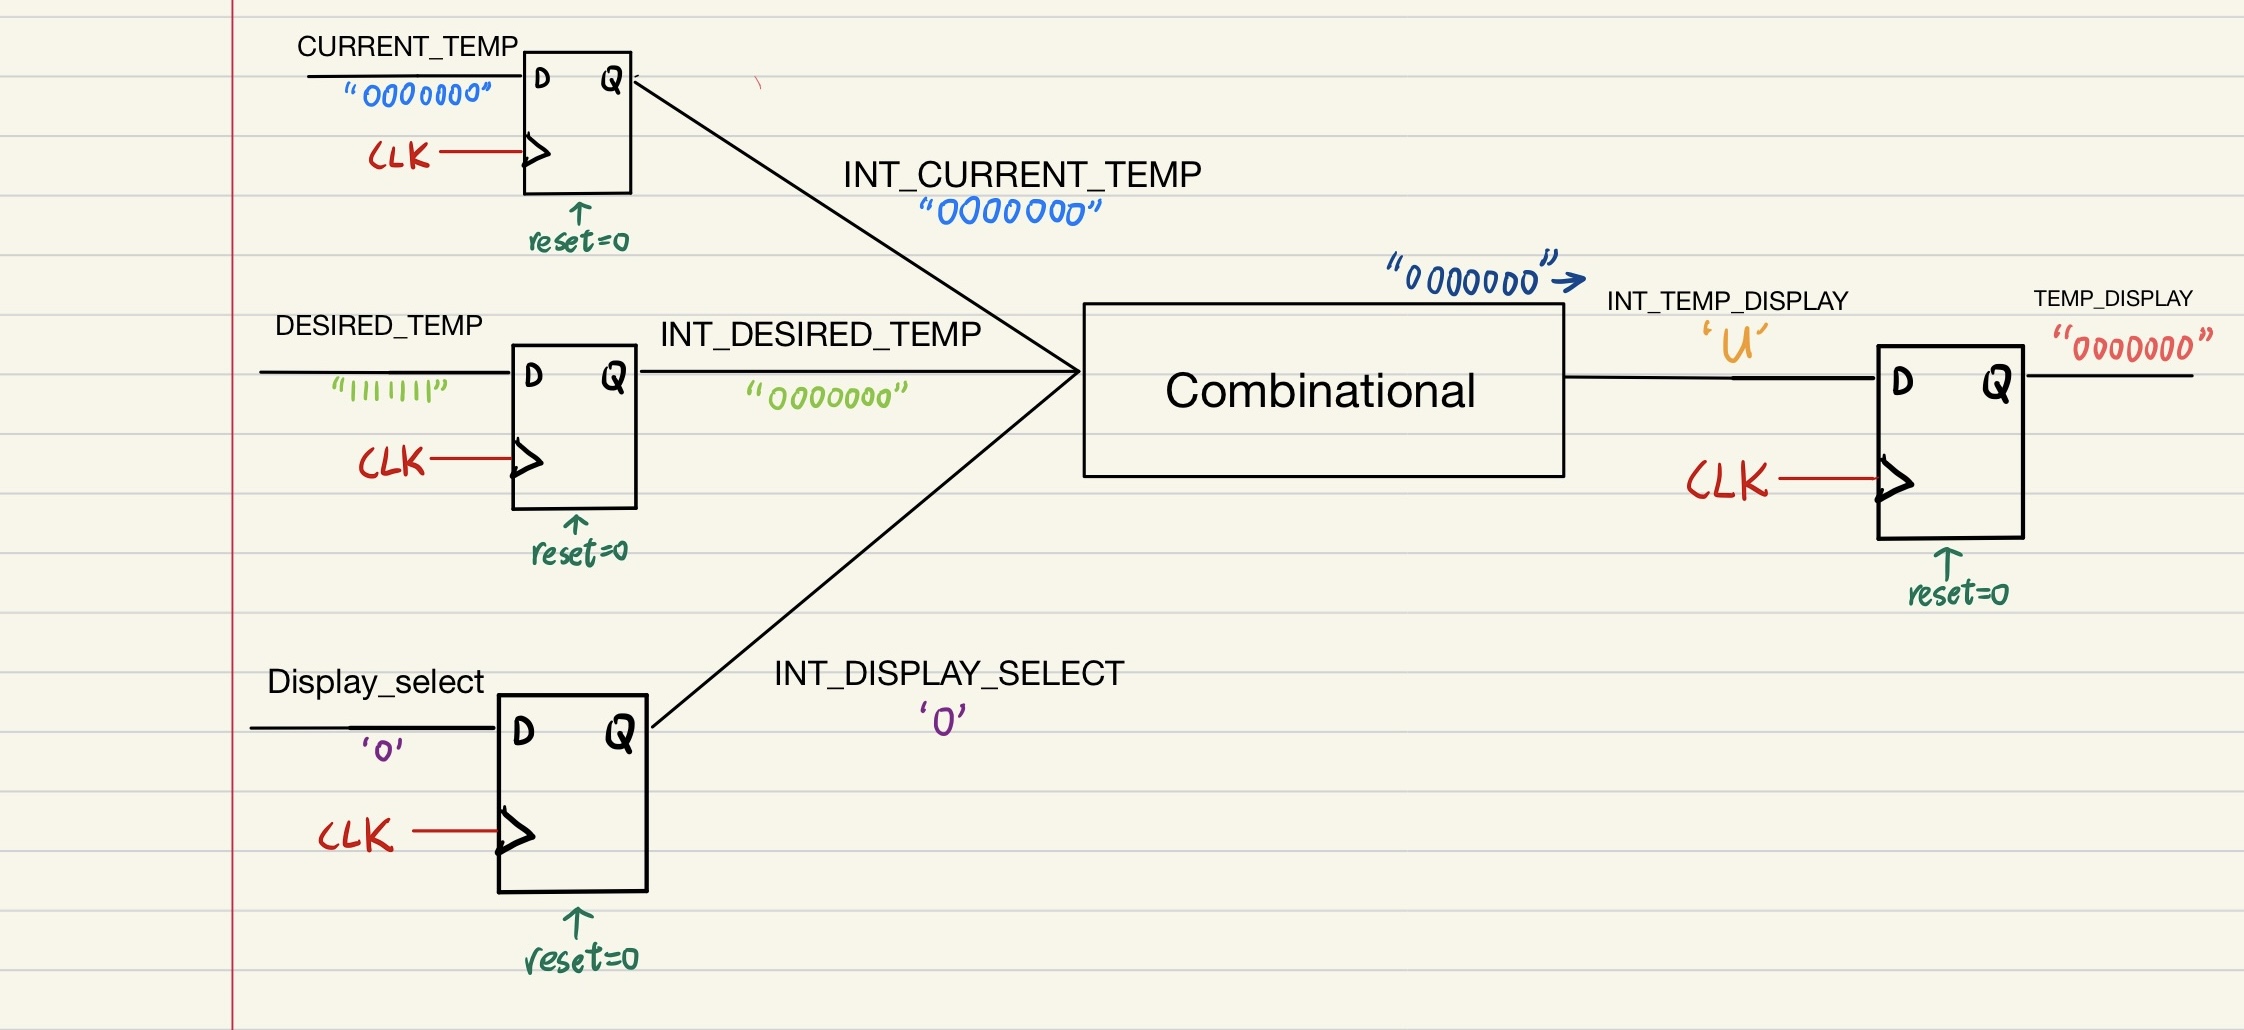 CURRENT_TEMP
"0000000"
D Q
CLK
reset=0
INT_CURRENT_TEMP
"0000000"
DESIRED_TEMP
"1111111"
D Q
CLK
reset=0
INT_DESIRED_TEMP
"0000000"
Display_select
'0'
D Q
CLK
reset=0
INT_DISPLAY_SELECT
'0'
"0000000" →
Combinational
INT_TEMP_DISPLAY
'U'
D Q
CLK
reset=0
TEMP_DISPLAY
"0000000"